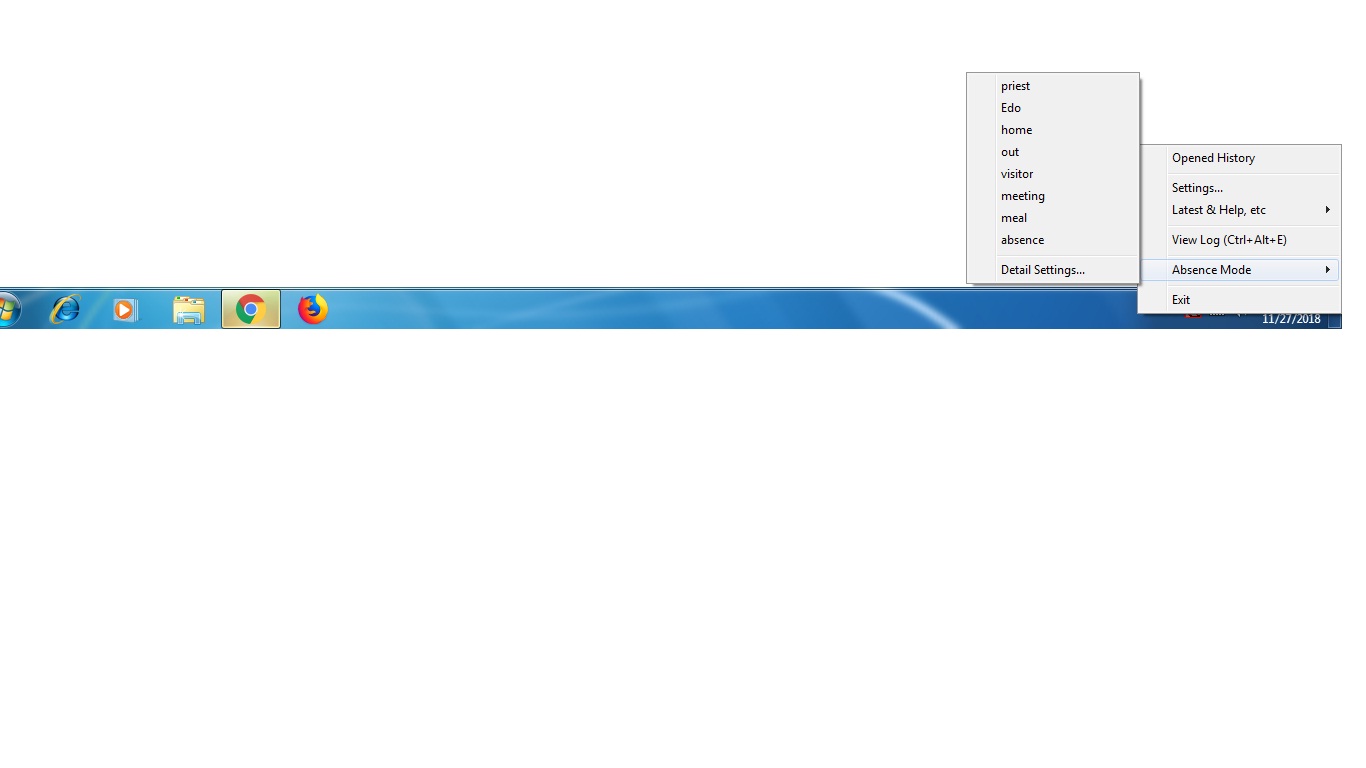 priest
Edo
home
out
visitor
meeting
meal
absence
Detail Settings...
Opened History
Settings...
Latest & Help, etc
View Log (Ctrl+Alt+E)
Absence Mode
Exit
11/27/2018